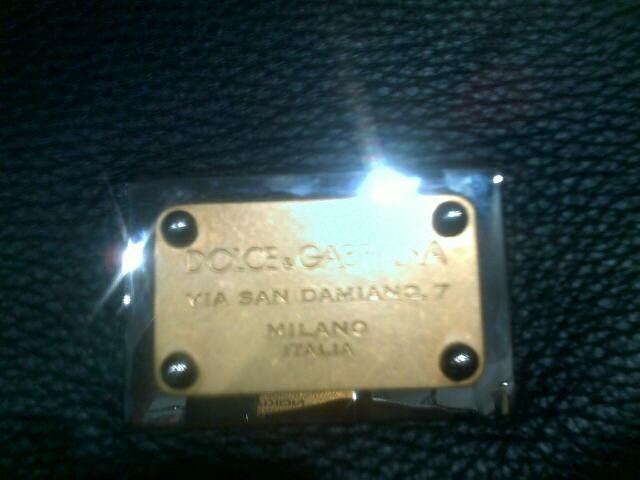 DOLCE & GABBANA
VIA SAN DAMIANO, 7
MILANO
ITALIA